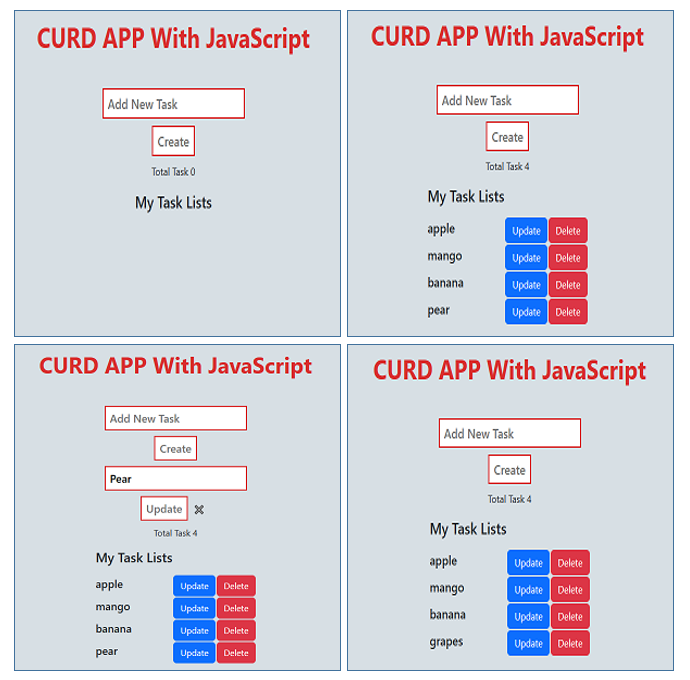 CURD APP With JavaScript
Add New Task
Create
Total Task 0
My Task Lists
CURD APP With JavaScript
Add New Task
Create
Total Task 4
My Task Lists
apple Update Delete
mango Update Delete
banana Update Delete
pear Update Delete
CURD APP With JavaScript
Add New Task
Create
Pear
Update
Total Task 4
My Task Lists
apple Update Delete
mango Update Delete
banana Update Delete
pear Update Delete
CURD APP With JavaScript
Add New Task
Create
Total Task 4
My Task Lists
apple Update Delete
mango Update Delete
banana Update Delete
grapes Update Delete